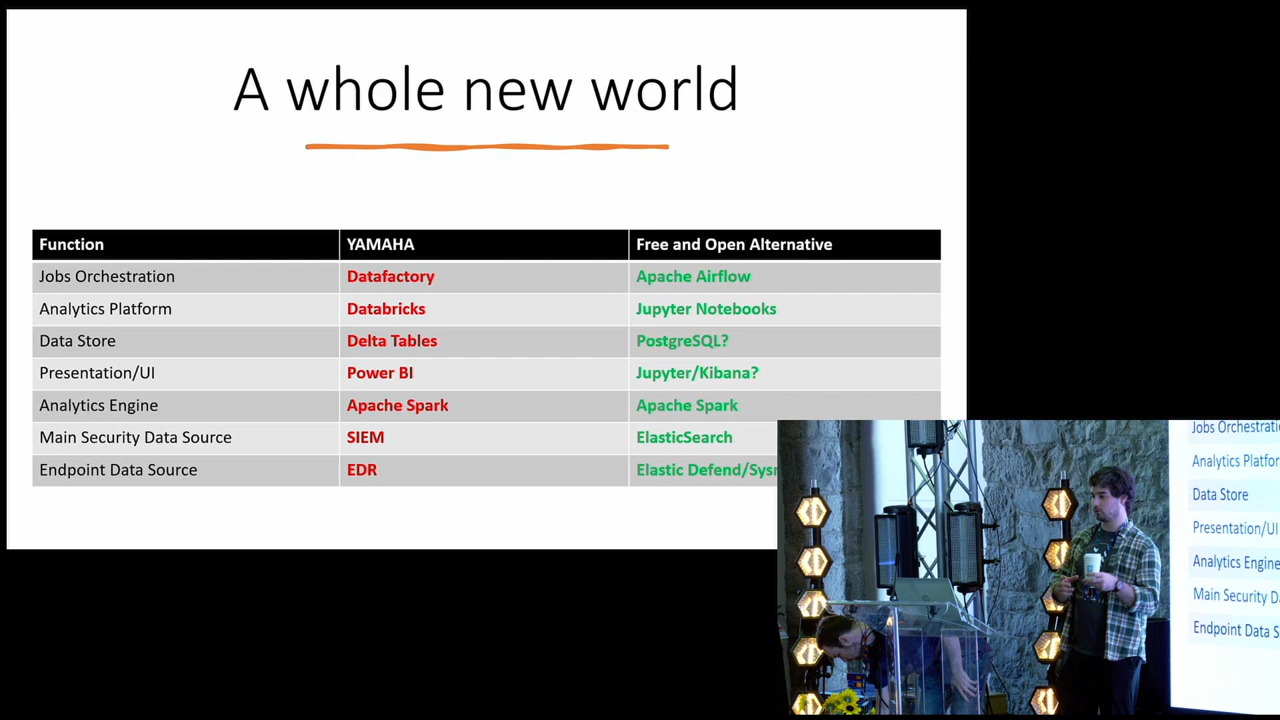 A whole new world
Function YAMAHA Free and Open Alternative
Jobs Orchestration Datafactory Apache Airflow
Analytics Platform Databricks Jupyter Notebooks
Data Store Delta Tables PostgreSQL?
Presentation/UI Power BI Jupyter/Kibana?
Analytics Engine Apache Spark Apache Spark
Main Security Data Source SIEM ElasticSearch
Endpoint Data Source EDR Elastic Defend/Sys
Jobs Orchestrati
Analytics Platfor
Data Store
Presentation/UI
Analytics Engine
Main Security D
Endpoint Data S